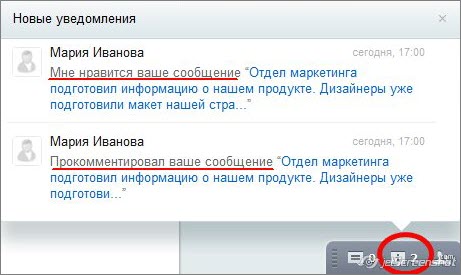 Новые уведомления
Мария Иванова
сегодня, 17:00
Мне нравится ваше сообщение “Отдел маркетинга
подготовил информацию о нашем продукте. Дизайнеры уже
подготовили макет нашей стра...”
Мария Иванова
сегодня, 17:00
Прокомментировал ваше сообщение “Отдел маркетинга
подготовил информацию о нашем продукте. Дизайнеры уже
подготови...”
2